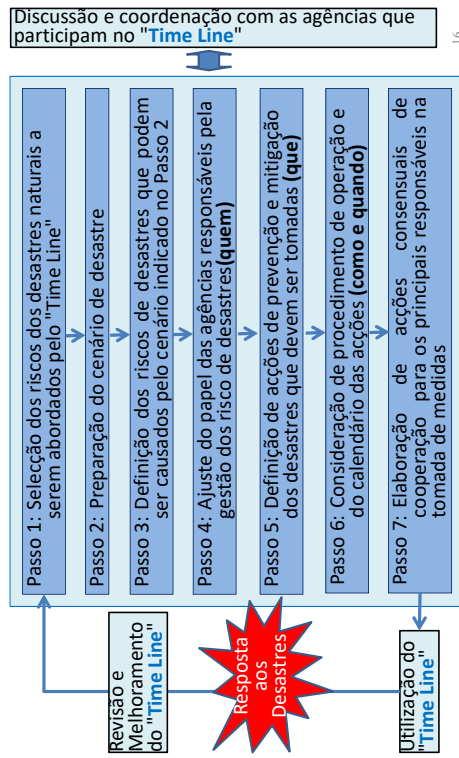 Discussão e coordenação com as agências que
participam no "Time Line"
Passo 1: Selecção dos riscos dos desastres naturais a
serem abordados pelo "Time Line"
Passo 2: Preparação do cenário de desastre
Passo 3: Definição dos riscos de desastres que podem
ser causados pelo cenário indicado no Passo 2
Passo 4: Ajuste do papel das agências responsáveis pela
gestão dos risco de desastres(quem)
Passo 5: Definição de acções de prevenção e mitigação
dos desastres que devem ser tomadas (que)
Passo 6: Consideração de procedimento de operação e
do calendário das acções (como e quando)
Passo 7: Elaboração de acções consensuais de
cooperação para os principais responsáveis na
tomada de medidas
Revisão e
Melhoramento
do "Time Line"
Resposta
aos
Desastres
Utilização do
"Time Line"
16